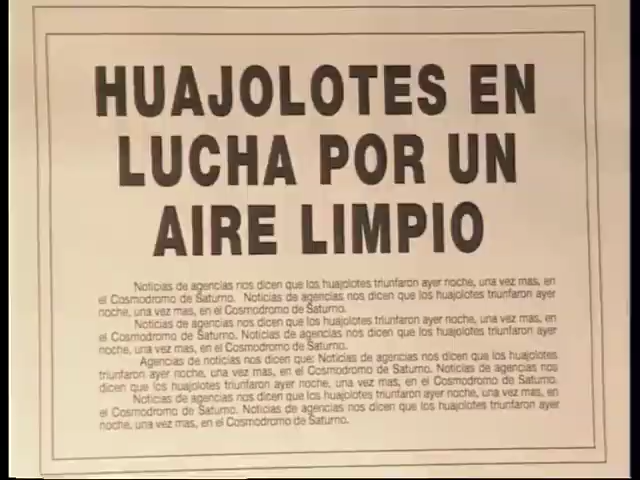 HUAJOLOTES EN
LUCHA POR UN
AIRE LIMPIO
Noticias de agencias nos dicen que los huajolotes triunfaron ayer noche, una vez mas, en
el Cosmodromo de Saturno. Noticias de agencias nos dicen que los huajolotes triunfaron ayer
noche, una vez mas, en el Cosmodromo de Saturno.
Noticias de agencias nos dicen que los huajolotes triunfaron ayer noche, una vez mas, en
el Cosmodromo de Saturno. Noticias de agencias nos dicen que los huajolotes triunfaron ayer
noche, una vez mas, en el Cosmodromo de Saturno.
Agencias de noticias nos dicen que: Noticias de agencias nos dicen que los huajolotes
triunfaron ayer noche, una vez mas, en el Cosmodromo de Saturno. Noticias de agencias nos
dicen que los huajolotes triunfaron ayer noche, una vez mas, en el Cosmodromo de Saturno.
Noticias de agencias nos dicen que los huajolotes triunfaron ayer noche, una vez mas, en
el Cosmodromo de Saturno. Noticias de agencias nos dicen que los huajolotes triunfaron ayer
noche, una vez mas, en el Cosmodromo de Saturno.